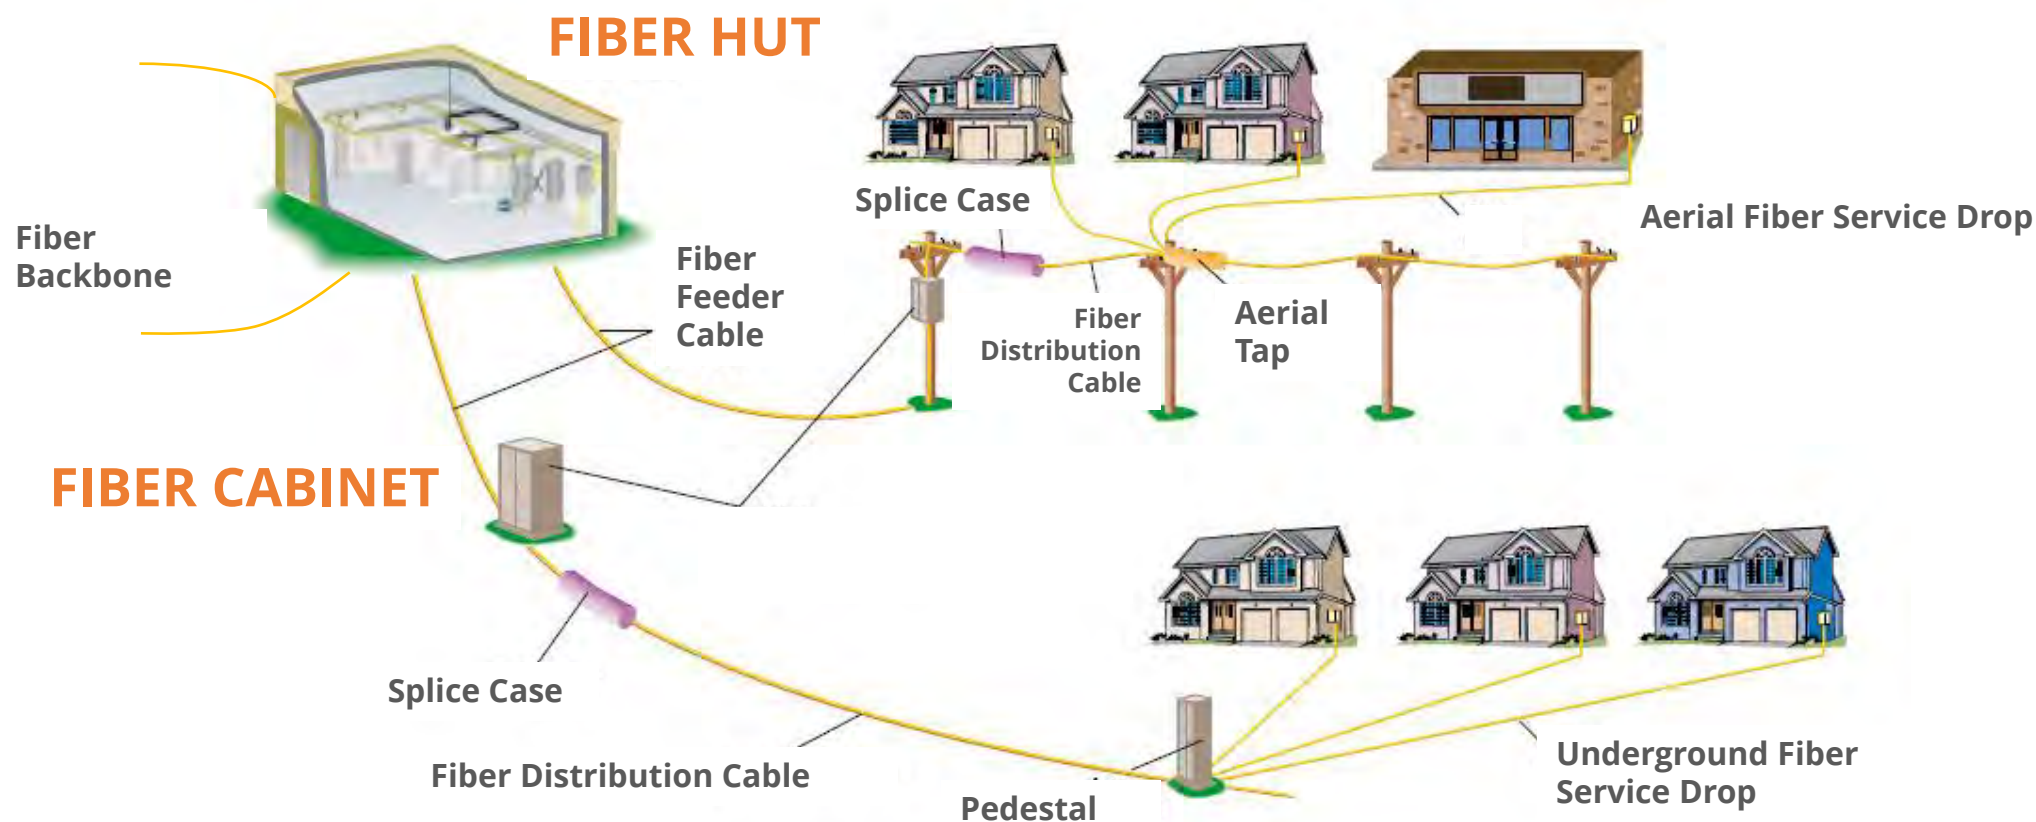 FIBER HUT
Splice Case
Aerial Fiber Service Drop
Fiber
Backbone
Fiber
Feeder
Cable
Fiber
Distribution
Cable
Aerial
Tap
FIBER CABINET
Splice Case
Fiber Distribution Cable
Pedestal
Underground Fiber
Service Drop